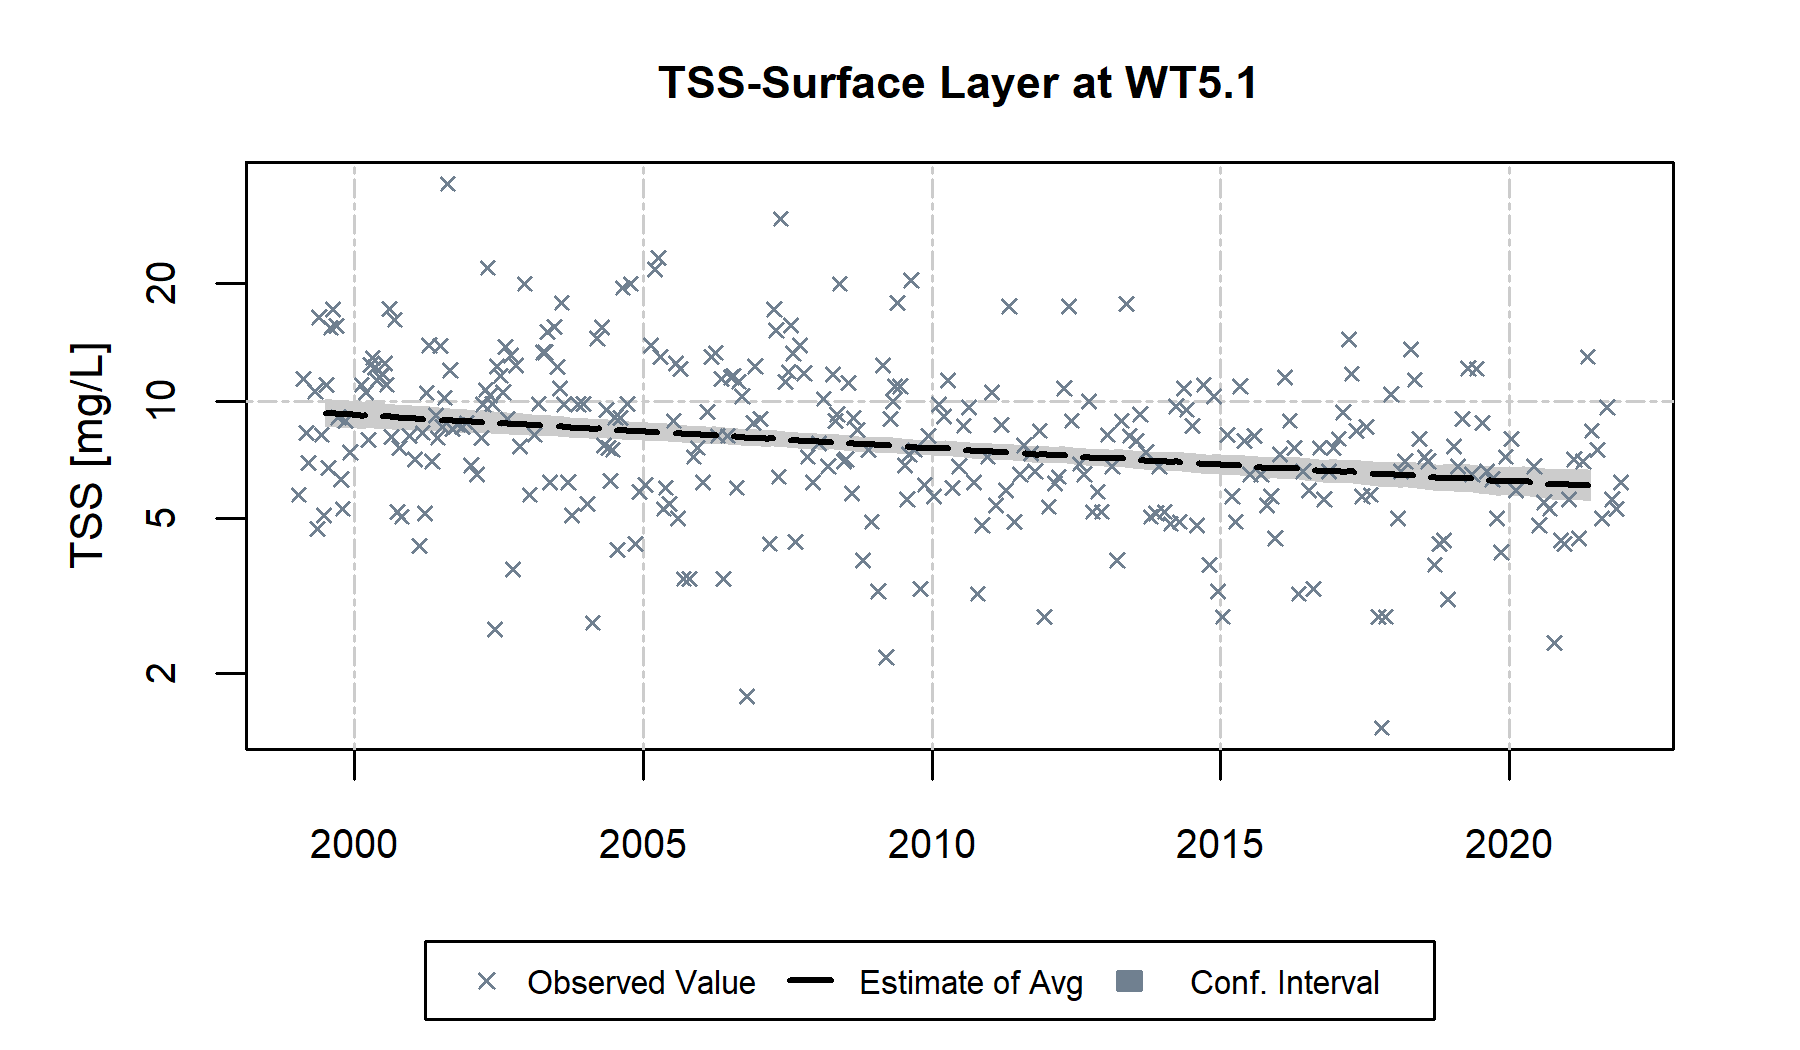 TSS-Surface Layer at WT5.1
TSS [mg/L]
20
10
5
2
2000 2005 2010 2015 2020
Observed Value Estimate of Avg Conf. Interval